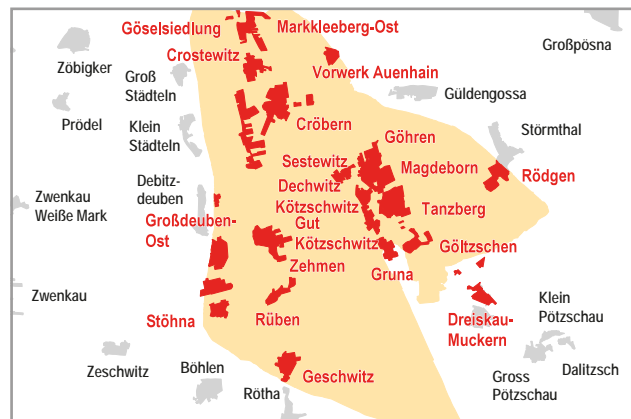 Göselsiedlung
Markkleeberg-Ost
Großpösna
Zöbigker
Crostewitz
Groß
Städteln
Vorwerk Auenhain
Güldengossa
Prödel
Klein
Städteln
Cröbern
Göhren
Störmthal
Sestewitz
Magdeborn
Rödgen
Debitz-
deuben
Dechwitz
Zwenkau
Weiße Mark
Kötzschwitz
Tanzberg
Großdeuben-
Ost
Gut
Kötzschwitz
Göltzschen
Zehmen
Gruna
Zwenkau
Stöhna
Rüben
Dreiskau-
Muckern
Klein
Pötzschau
Zeschwitz
Böhlen
Geschwitz
Gross
Pötzschau
Dalitzsch
Rötha